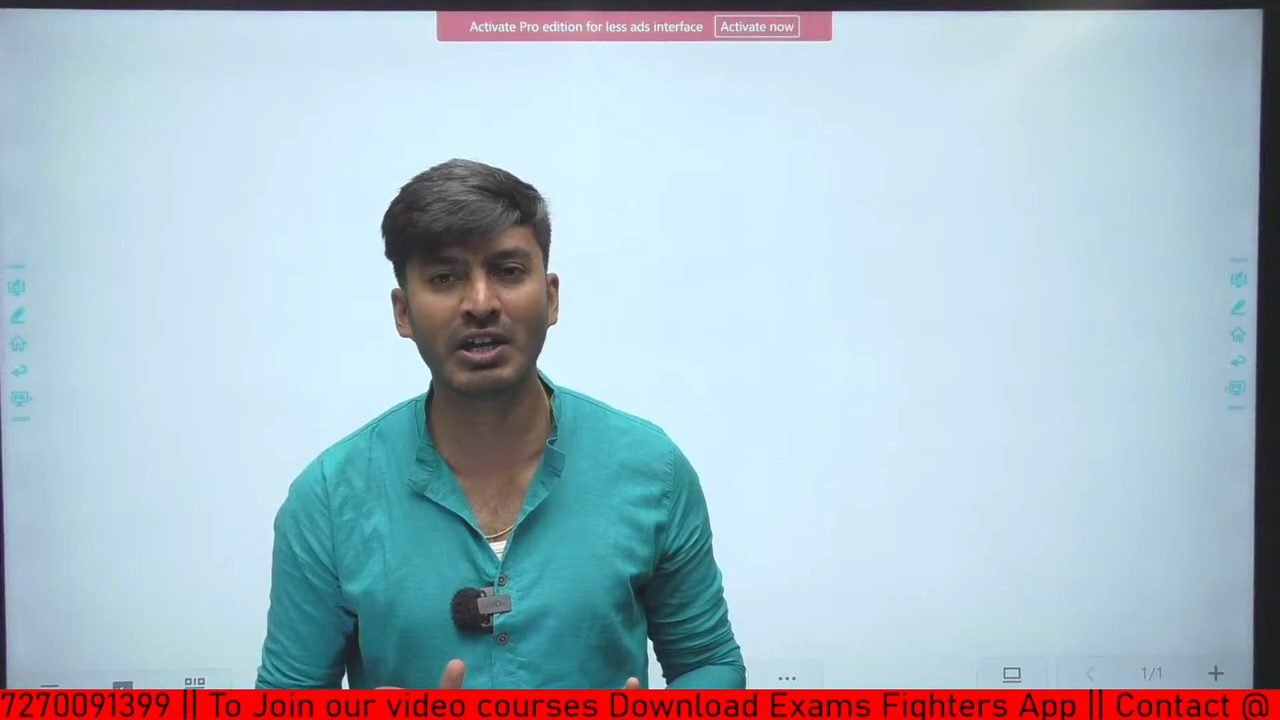 Activate Pro edition for less ads interface Activate now
1/1
7270091399 || To Join our video courses Download Exams Fighters App || Contact @